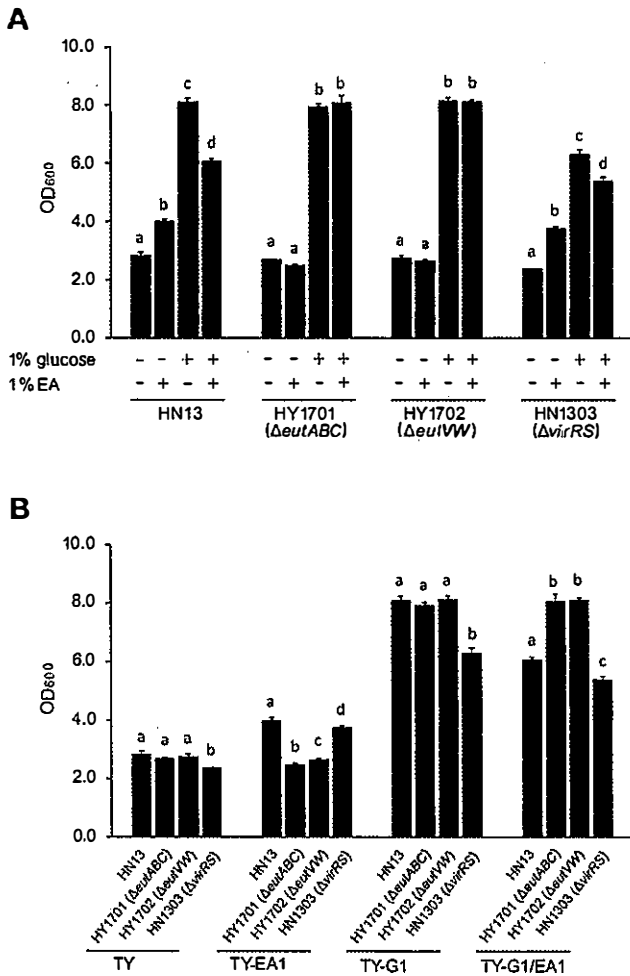 A
10.0
8.0
6.0
4.0
2.0
0.0
OD600
a b c d
a a b b
a a b b
a b c d
1% glucose - - + + - - + + - - + + - - + +
1% EA - + - + - + - + - + - + - + - +
HN13 HY1701 HY1702 HN1303
(ΔeutABC) (ΔeutVW) (ΔvirRS)
B
10.0
8.0
6.0
4.0
2.0
0.0
OD600
a a a b
a b c d
a a a b
a b b c
HN13
HY1701 (ΔeutABC)
HY1702 (ΔeutVW)
HN1303 (ΔvirRS)
HN13
HY1701 (ΔeutABC)
HY1702 (ΔeutVW)
HN1303 (ΔvirRS)
HN13
HY1701 (ΔeutABC)
HY1702 (ΔeutVW)
HN1303 (ΔvirRS)
HN13
HY1701 (ΔeutABC)
HY1702 (ΔeutVW)
HN1303 (ΔvirRS)
TY TY-EA1 TY-G1 TY-G1/EA1